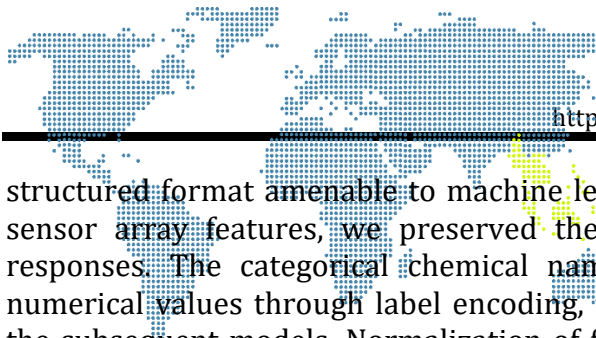 http
structured format amenable to machine le
sensor array features, we preserved the
responses. The categorical chemical nam
numerical values through label encoding,
the subsequent models. Normalization of f